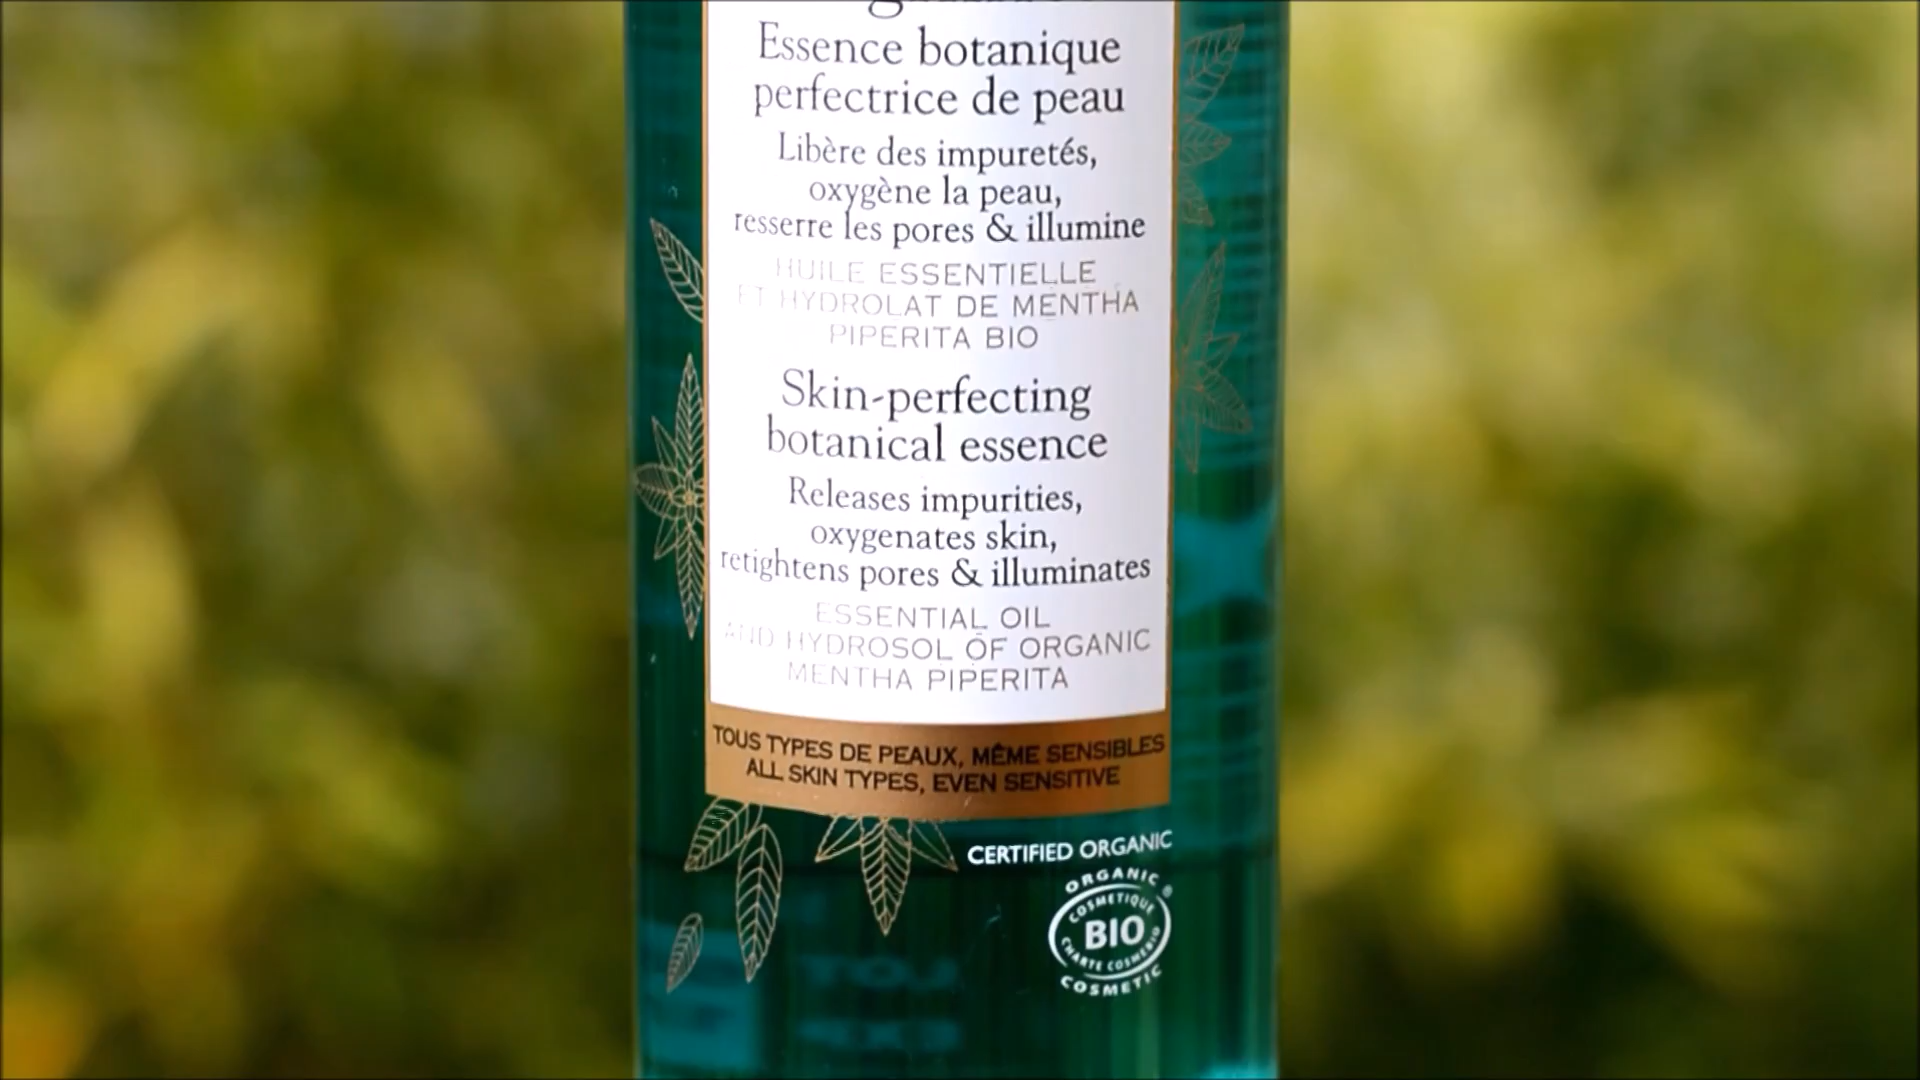 Essence botanique
perfectrice de peau
Libère des impuretés,
oxygène la peau,
resserre les pores & illumine
HUILE ESSENTIELLE
ET HYDROLAT DE MENTHA
PIPERITA BIO
Skin-perfecting
botanical essence
Releases impurities,
oxygenates skin,
retightens pores & illuminates
ESSENTIAL OIL
AND HYDROSOL OF ORGANIC
MENTHA PIPERITA
TOUS TYPES DE PEAUX, MÊME SENSIBLES
ALL SKIN TYPES, EVEN SENSITIVE
CERTIFIED ORGANIC
ORGANIC ®
COSMETIQUE
BIO
CHARTE COSMEBIO
COSMETIC